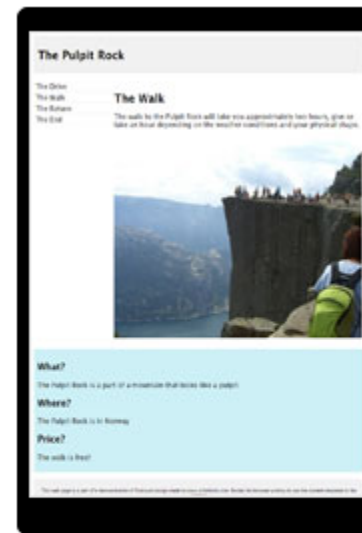 The Pulpit Rock
The Drive
The Walk
The Return
The End
The Walk
The walk to the Pulpit Rock will take you approximately two hours, give or
take an hour depending on the weather conditions and your physical shape.
What?
The Pulpit Rock is a part of a mountain that looks like a pulpit.
Where?
The Pulpit Rock is in Norway
Price?
The walk is free!